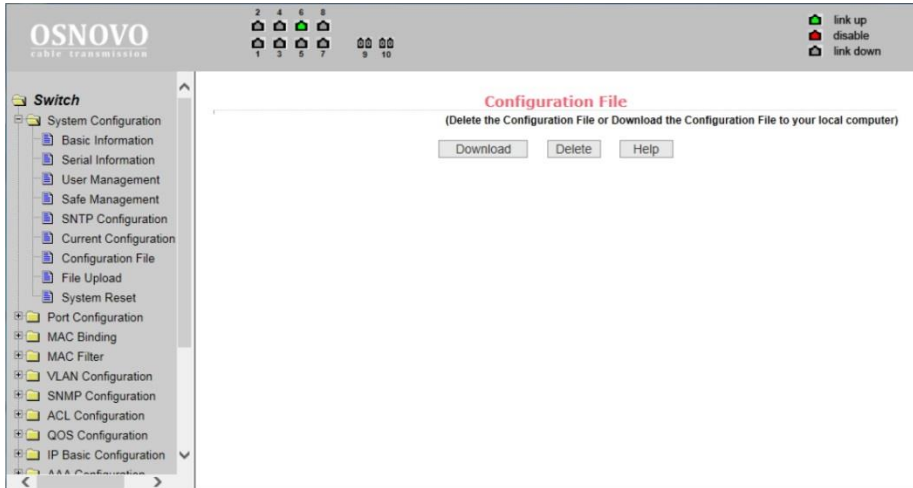 OSNOVO
cable transmission
2 4 6 8
1 3 5 7 9 10
link up
disable
link down
Switch
System Configuration
Basic Information
Serial Information
User Management
Safe Management
SNTP Configuration
Current Configuration
Configuration File
File Upload
System Reset
Port Configuration
MAC Binding
MAC Filter
VLAN Configuration
SNMP Configuration
ACL Configuration
QOS Configuration
IP Basic Configuration
AAA Configuration
Configuration File
(Delete the Configuration File or Download the Configuration File to your local computer)
Download Delete Help